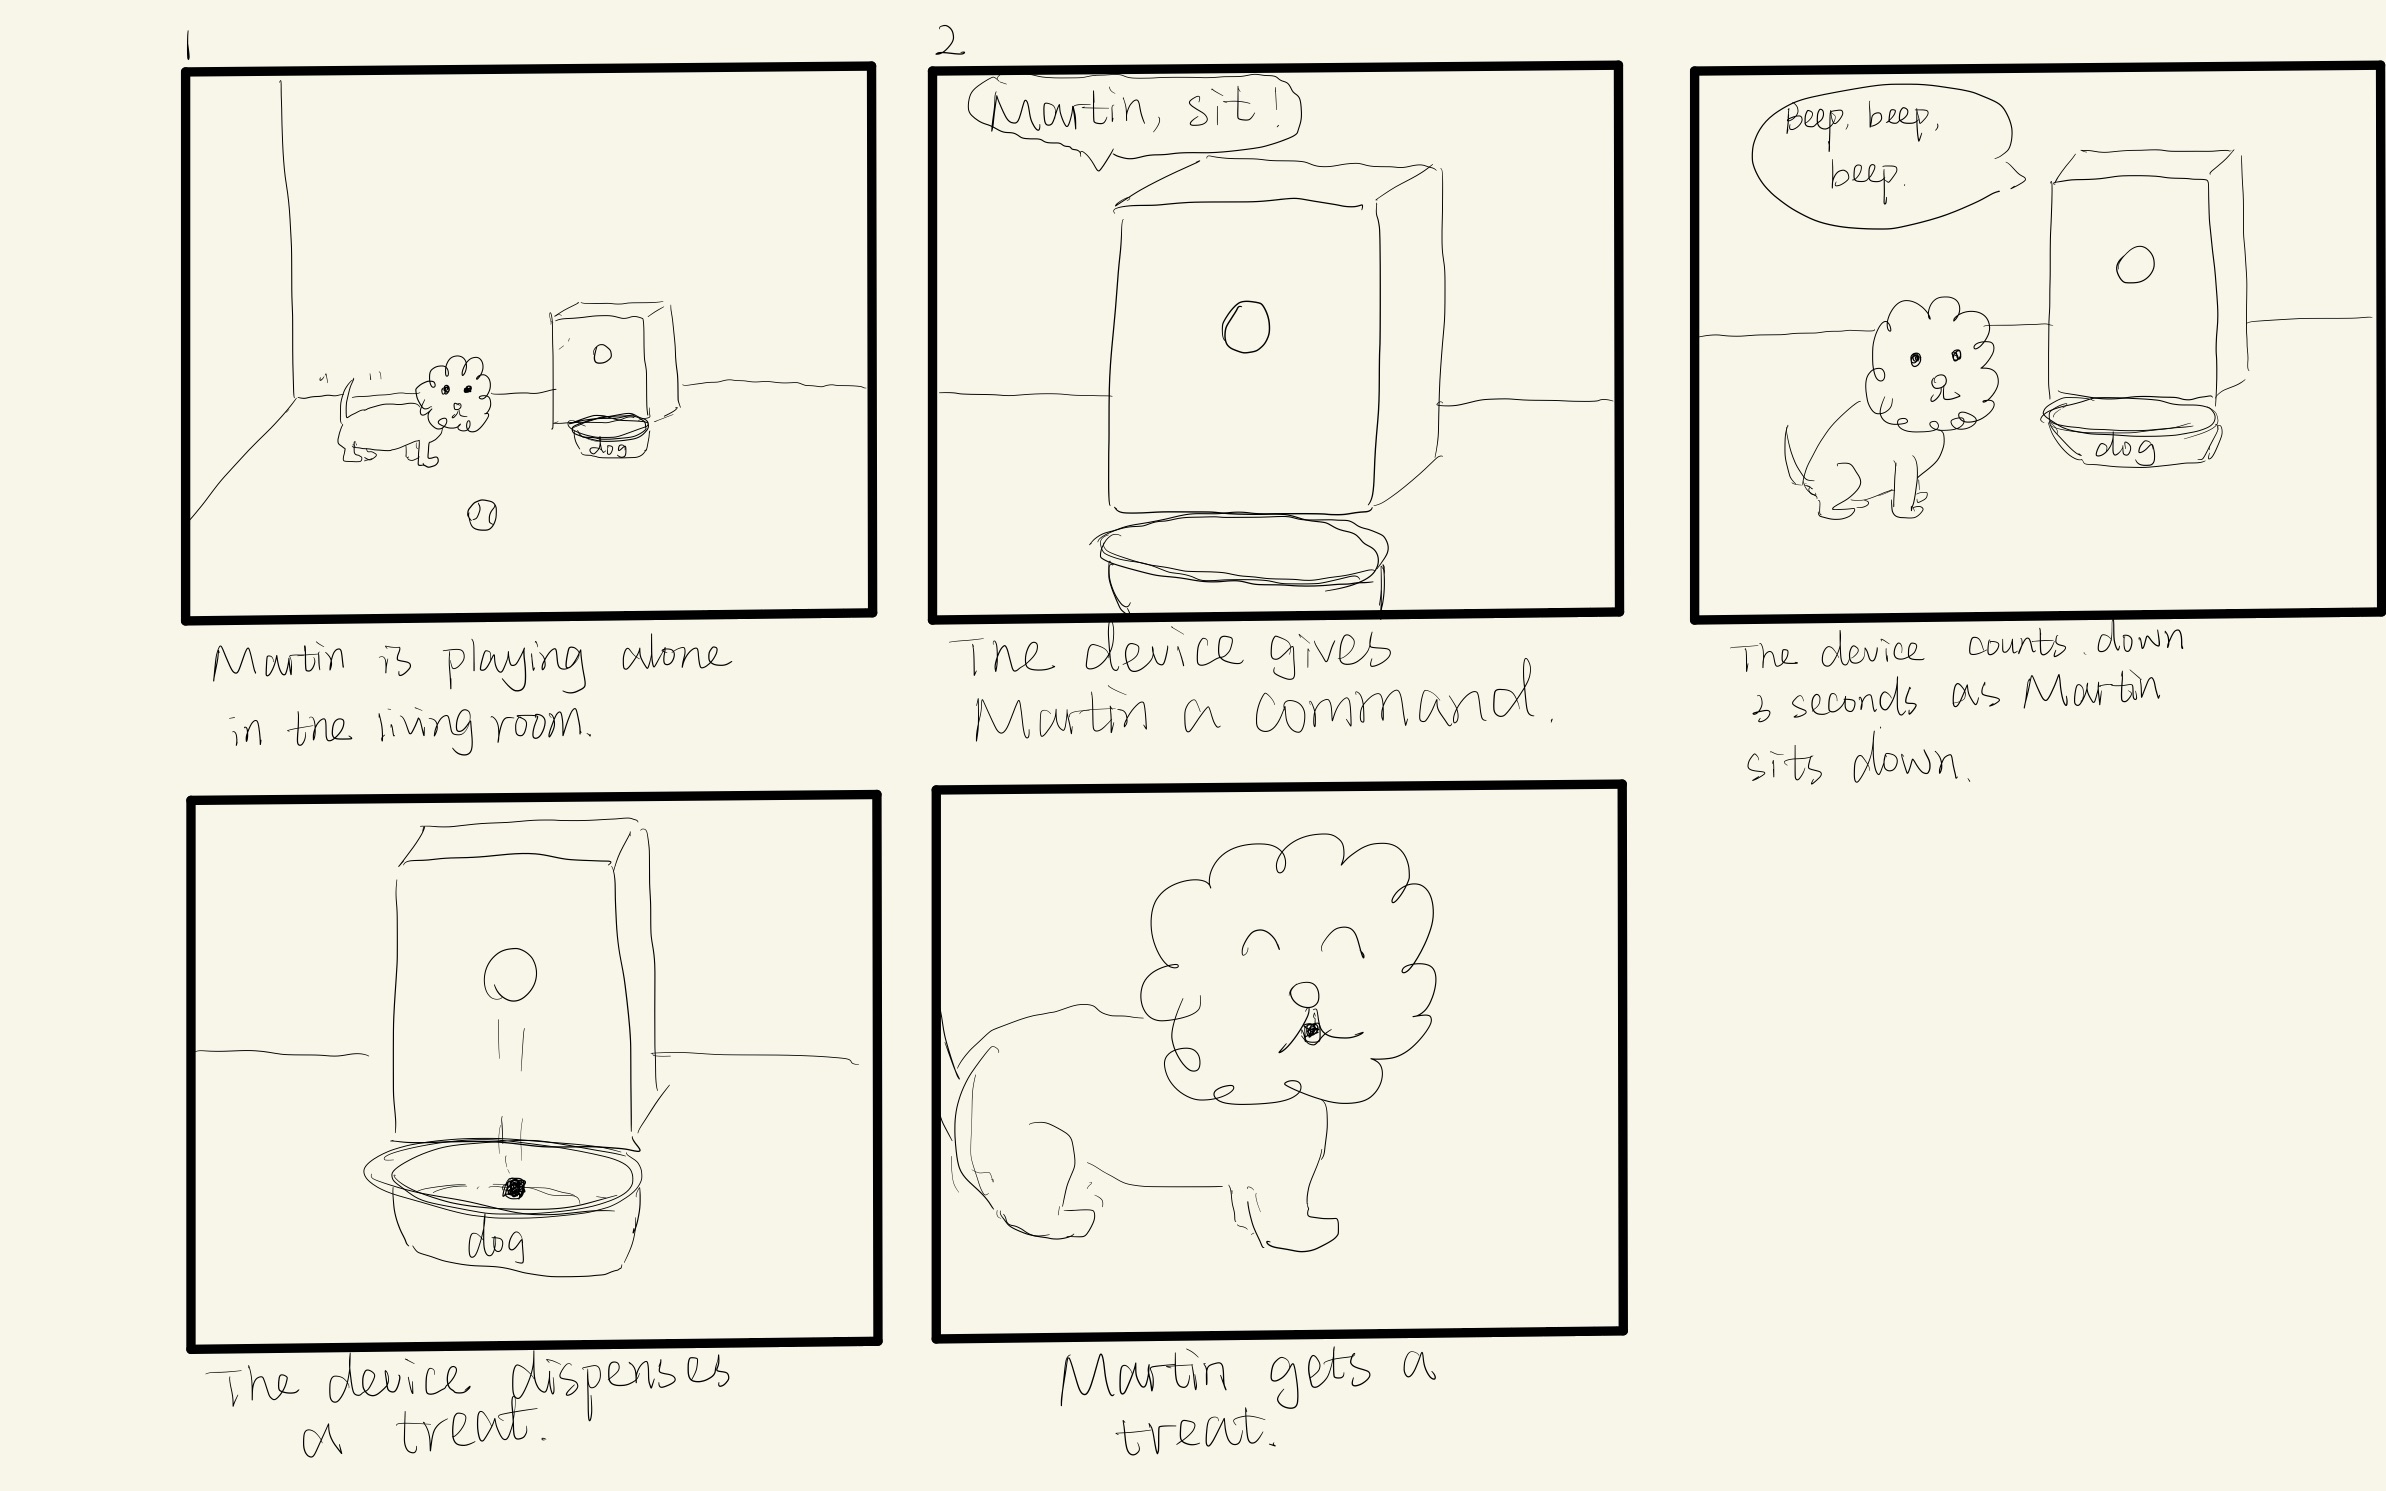 1
2
Martin, sit!
Beep, beep,
beep.
dog
dog
Martin is playing alone
in the living room.
The device gives
Martin a command.
The device counts down
3 seconds as Martin
sits down.
dog
The device dispenses
a treat.
Martin gets a
treat.